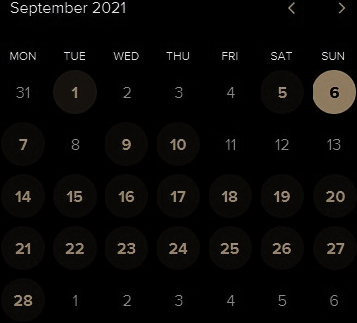 September 2021 < >
MON TUE WED THU FRI SAT SUN
31 1 2 3 4 5 6
7 8 9 10 11 12 13
14 15 16 17 18 19 20
21 22 23 24 25 26 27
28 1 2 3 4 5 6